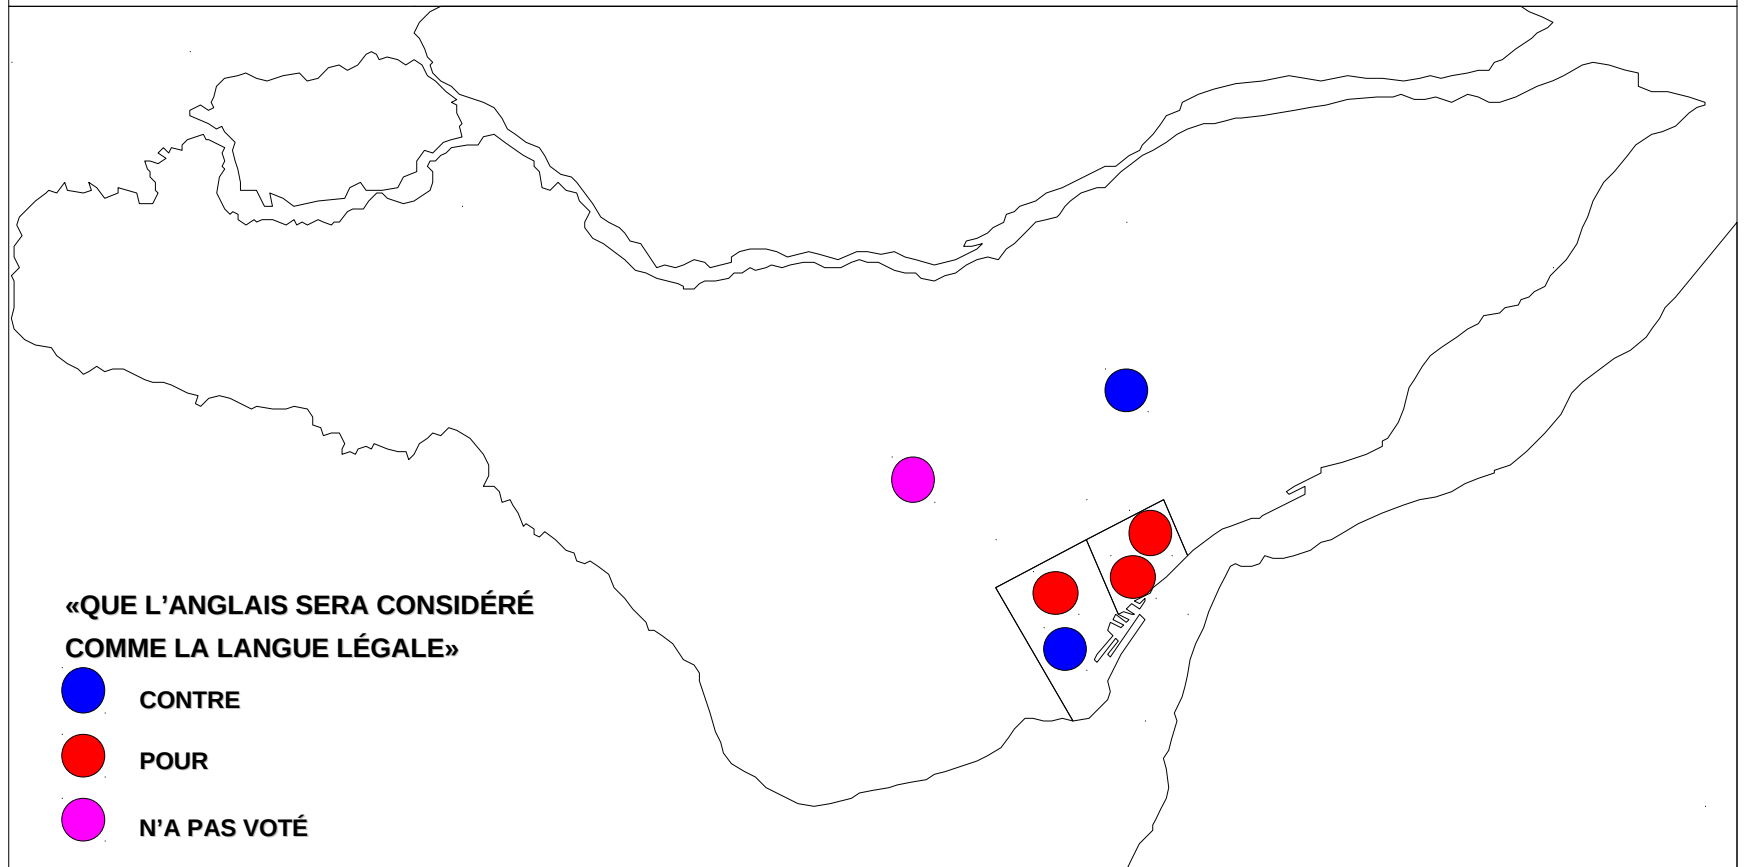 «QUE L’ANGLAIS SERA CONSIDÉRÉ
COMME LA LANGUE LÉGALE»
CONTRE
POUR
N’A PAS VOTÉ